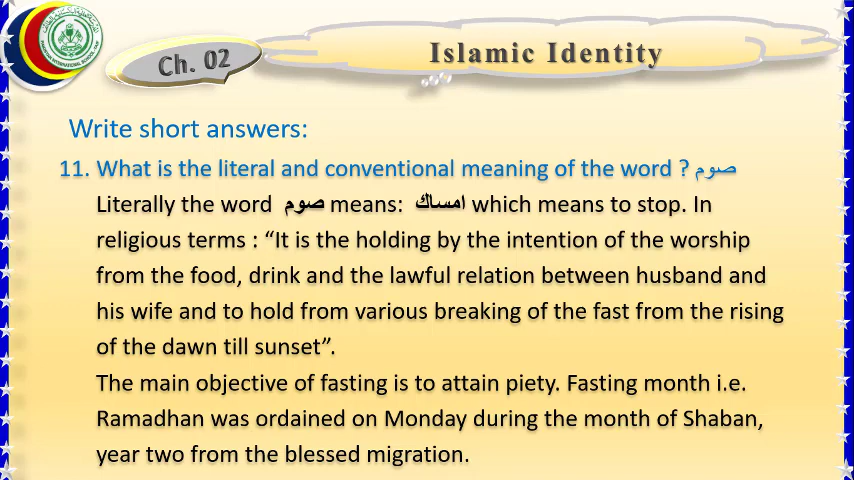 Ch. 02
Islamic Identity
Write short answers:
11. What is the literal and conventional meaning of the word ? صوم
Literally the word صوم means: امساك which means to stop. In
religious terms : “It is the holding by the intention of the worship
from the food, drink and the lawful relation between husband and
his wife and to hold from various breaking of the fast from the rising
of the dawn till sunset”.
The main objective of fasting is to attain piety. Fasting month i.e.
Ramadhan was ordained on Monday during the month of Shaban,
year two from the blessed migration.